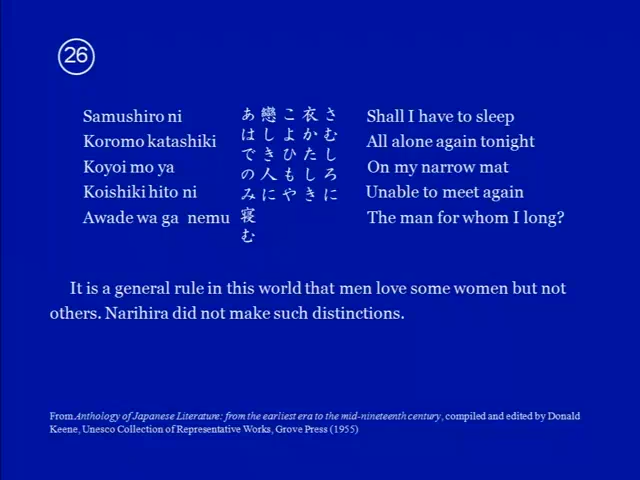 26
Samushiro ni
Koromo katashiki
Koyoi mo ya
Koishiki hito ni
Awade wa ga nemu
さむしろに
衣かたしき
こよひもや
戀しき人に
あはでのみ寝む
Shall I have to sleep
All alone again tonight
On my narrow mat
Unable to meet again
The man for whom I long?
It is a general rule in this world that men love some women but not
others. Narihira did not make such distinctions.
From Anthology of Japanese Literature: from the earliest era to the mid-nineteenth century, compiled and edited by Donald
Keene, Unesco Collection of Representative Works, Grove Press (1955)